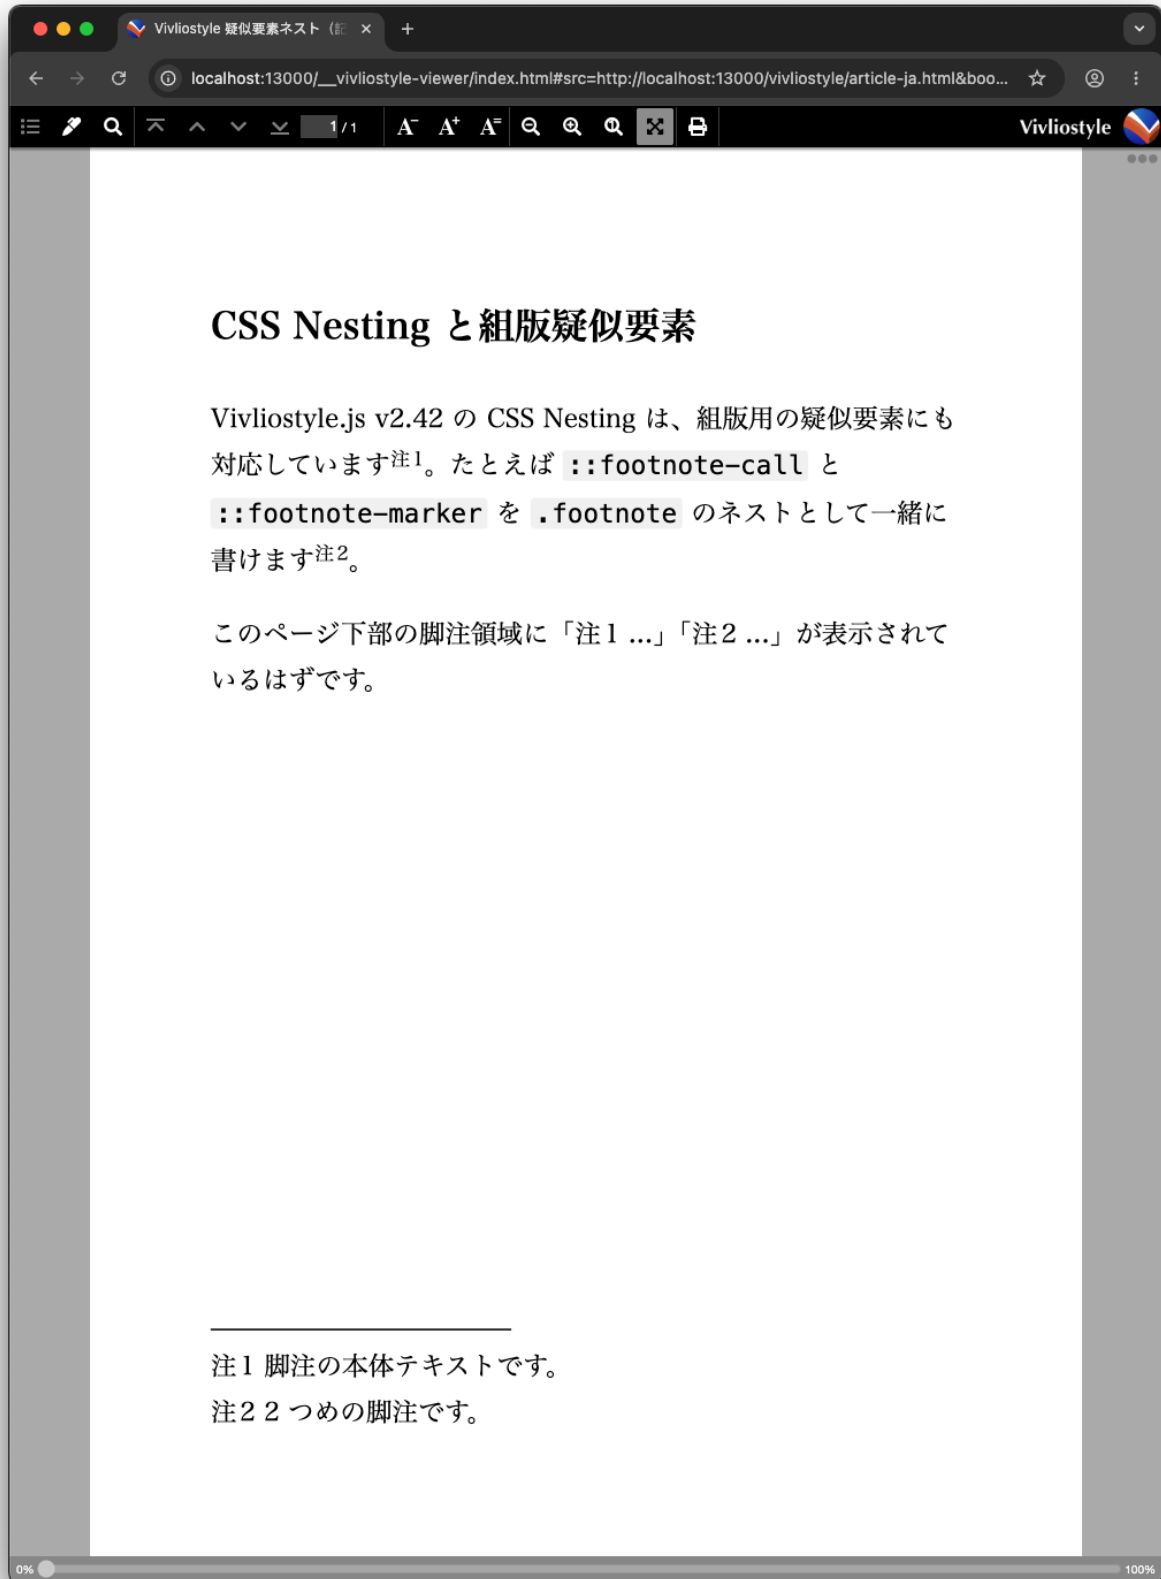 Vivliostyle 疑似要素ネスト（記
localhost:13000/__vivliostyle-viewer/index.html#src=http://localhost:13000/vivliostyle/article-ja.html&boo...
1 / 1
A⁻ A⁺ A⁼
Vivliostyle
CSS Nesting と組版疑似要素
Vivliostyle.js v2.42 の CSS Nesting は、組版用の疑似要素にも
対応しています注1。たとえば ::footnote-call と
::footnote-marker を .footnote のネストとして一緒に
書けます注2。
このページ下部の脚注領域に「注1 ...」「注2 ...」が表示されて
いるはずです。
注1 脚注の本体テキストです。
注2 2 つめの脚注です。
0%
100%